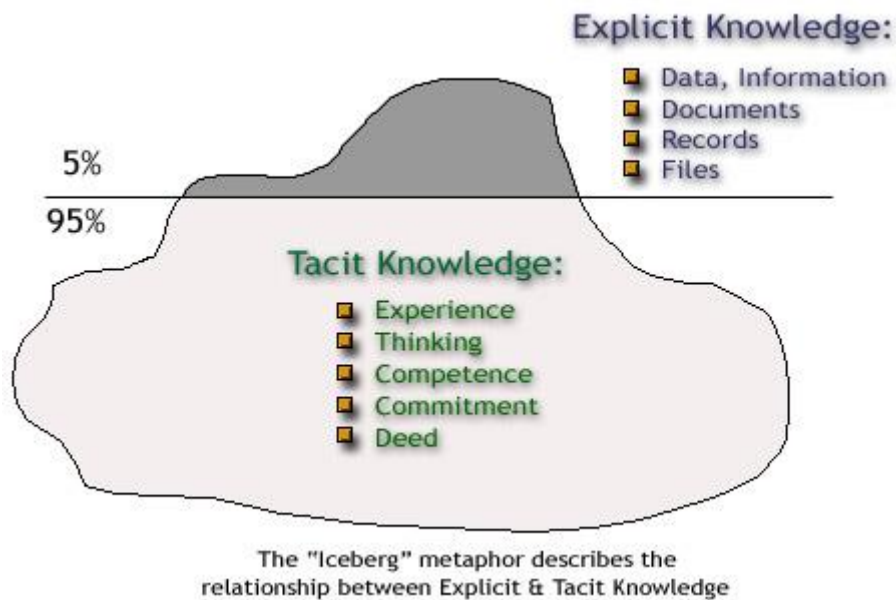 Explicit Knowledge:
Data, Information
Documents
Records
Files
5%
95%
Tacit Knowledge:
Experience
Thinking
Competence
Commitment
Deed
The “Iceberg” metaphor describes the
relationship between Explicit & Tacit Knowledge